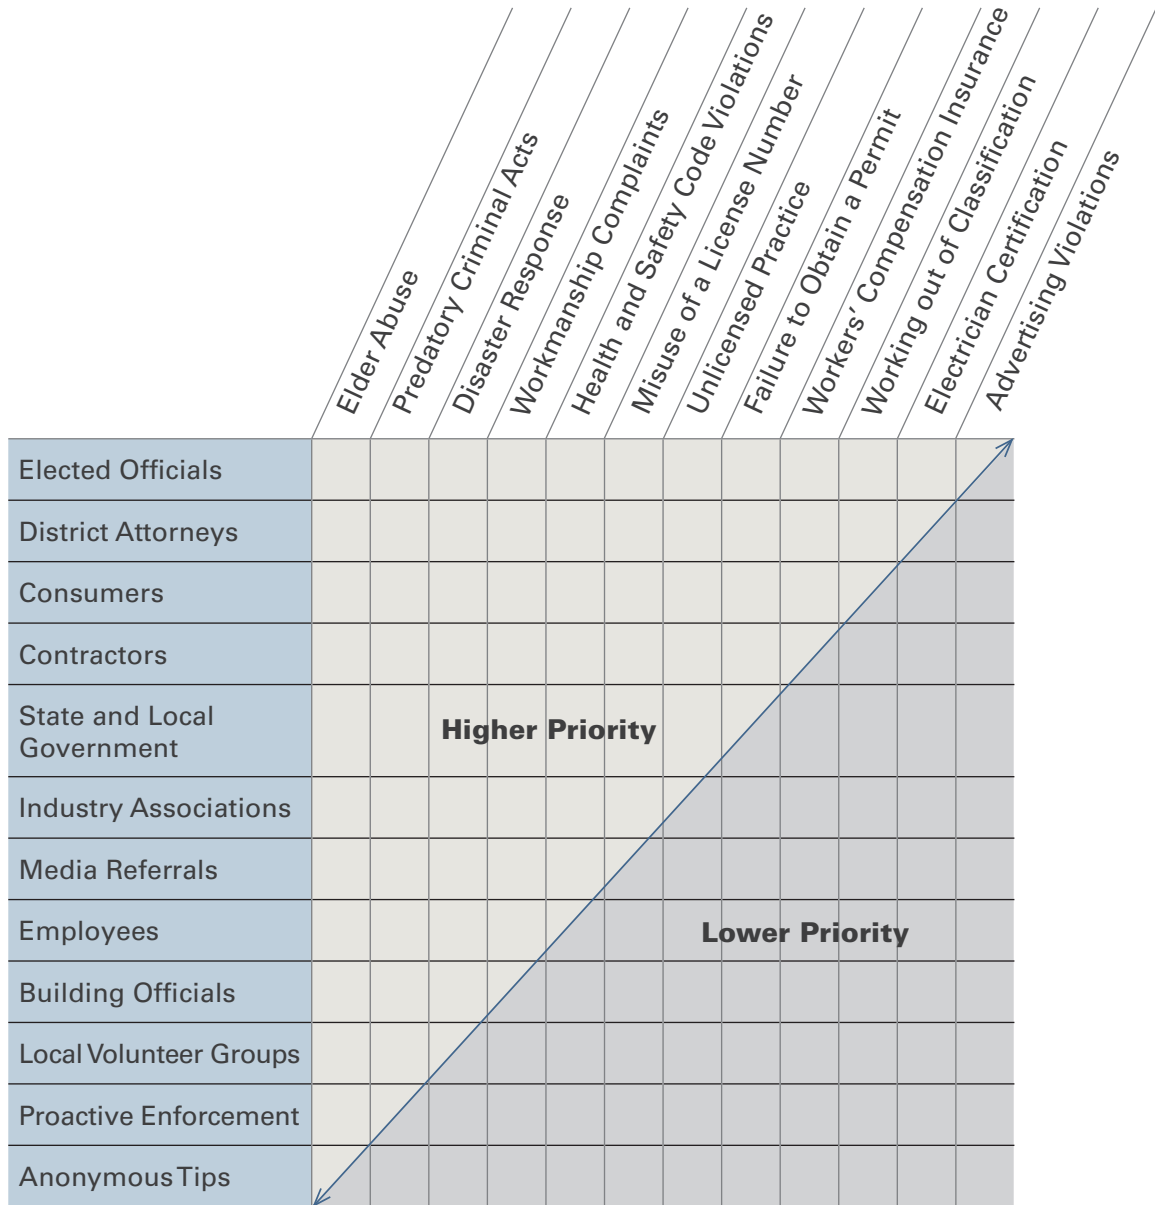 Elder Abuse
Predatory Criminal Acts
Disaster Response
Workmanship Complaints
Health and Safety Code Violations
Misuse of a License Number
Unlicensed Practice
Failure to Obtain a Permit
Workers’ Compensation Insurance
Working out of Classification
Electrician Certification
Advertising Violations
Elected Officials
District Attorneys
Consumers
Contractors
State and Local
Government
Higher Priority
Industry Associations
Media Referrals
Employees
Lower Priority
Building Officials
Local Volunteer Groups
Proactive Enforcement
Anonymous Tips